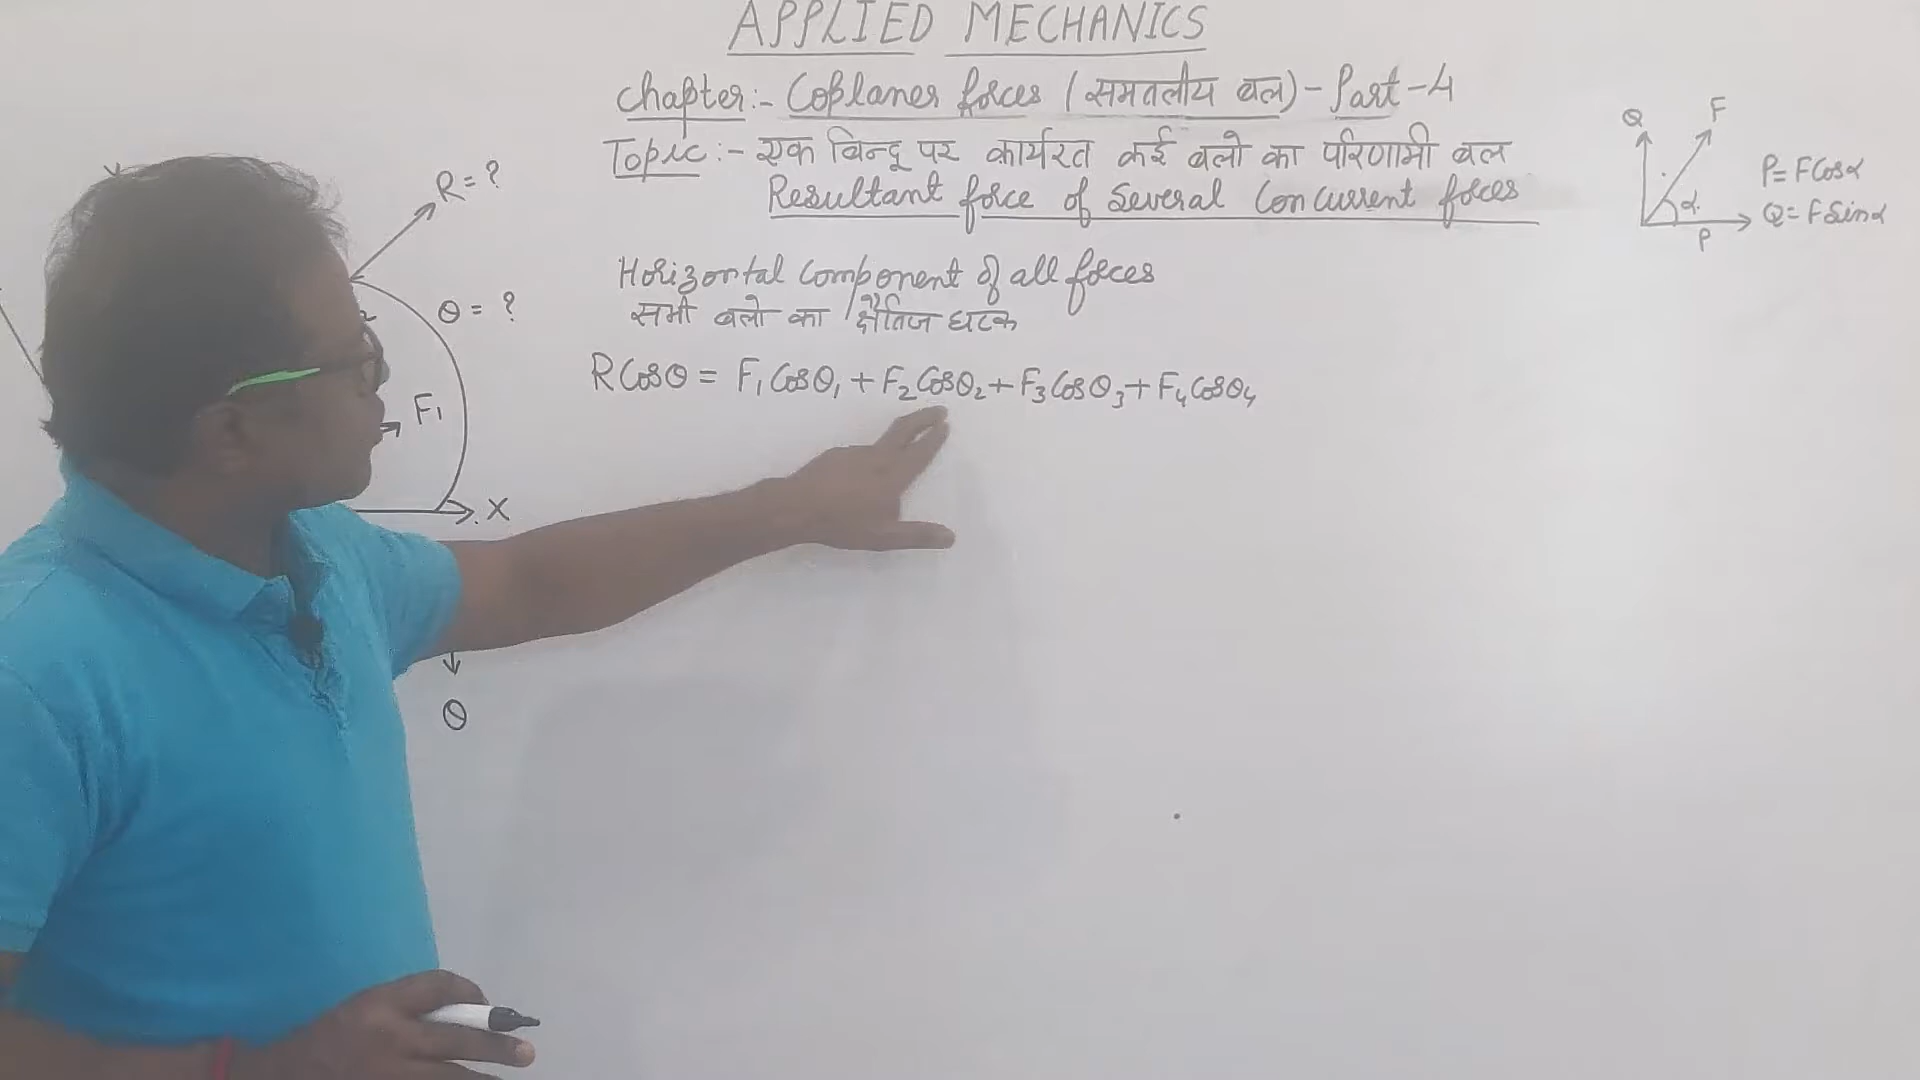 APPLIED MECHANICS
Chapter:- Coplaner forces (समतलीय बल) - Part - 4
Topic:- एक बिन्दू पर कार्यरत कई बलो का परिणामी बल
Resultant force of Several Concurrent forces
Horizontal Component of all forces
सभी बलो का क्षैतिज घटक
RCosθ = F₁Cosθ₁ + F₂Cosθ₂ + F₃Cosθ₃ + F₄Cosθ₄
R = ?
θ = ?
F₁
X
θ
Q
F
α
P
P = FCosα
Q = FSinα